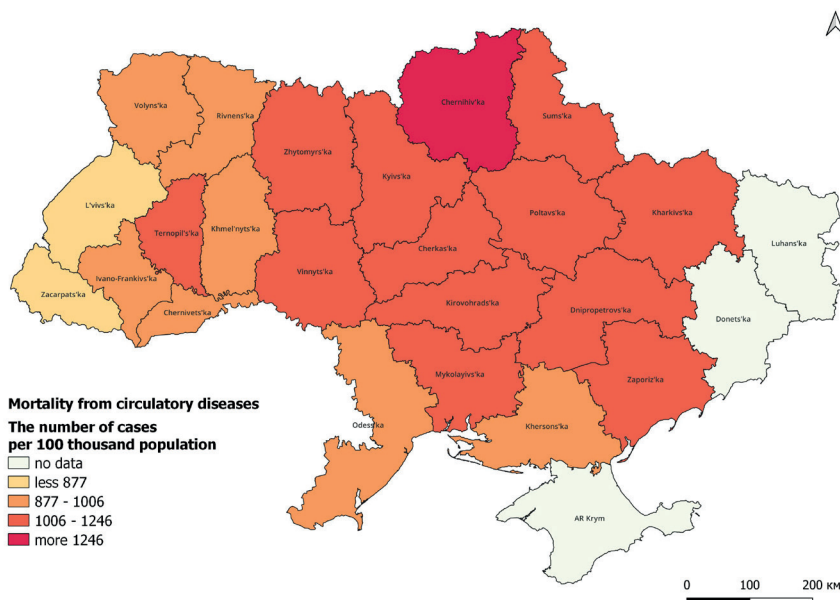 Chernihiv'ka
Volyns'ka
Rivnens'ka
Sums'ka
Zhytomyrs'ka
Kyivs'ka
L'vivs'ka
Ternopil's'ka
Khmel'nyts'ka
Poltavs'ka
Kharkivs'ka
Luhans'ka
Cherkas'ka
Ivano-Frankivs'ka
Vinnyts'ka
Zacarpats'ka
Chernivets'ka
Kirovohrads'ka
Dnipropetrovs'ka
Donets'ka
Mykolayivs'ka
Zaporiz'ka
Odess'ka
Khersons'ka
AR Krym
Mortality from circulatory diseases
The number of cases
per 100 thousand population
no data
less 877
877 - 1006
1006 - 1246
more 1246
0 100 200 км